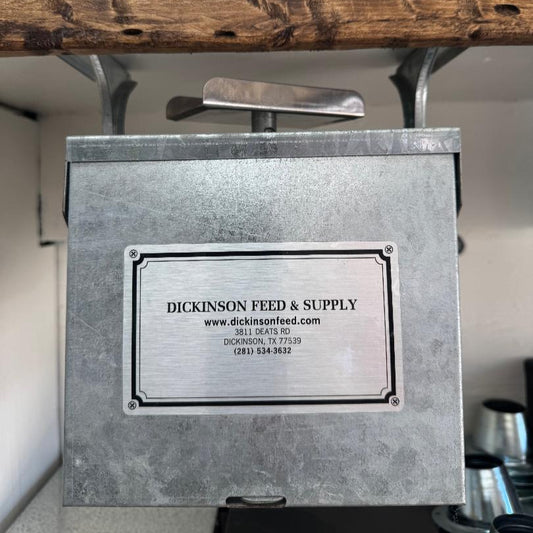 DICKINSON FEED & SUPPLY
www.dickinsonfeed.com
3811 DEATS RD
DICKINSON, TX 77539
(281) 534-3632